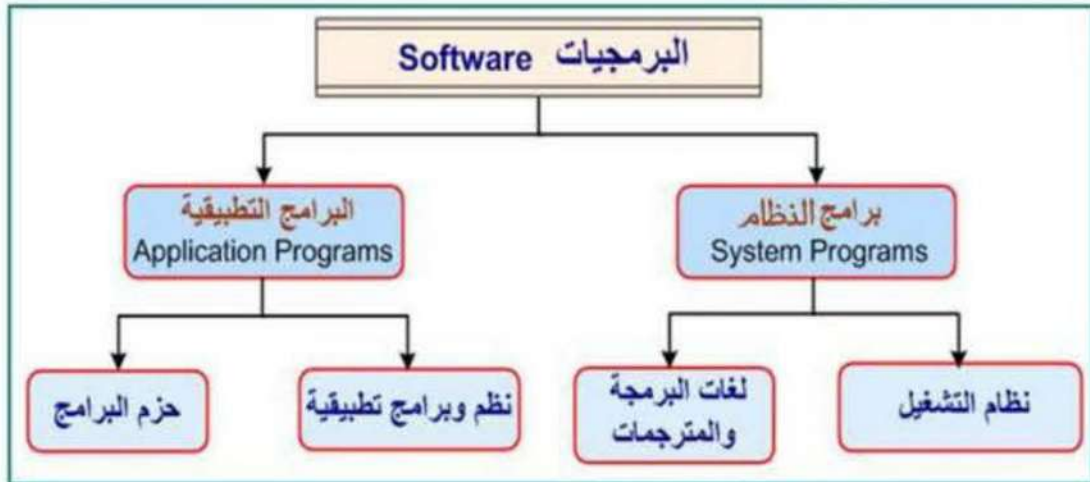 البرمجيات Software
برامج النظام
System Programs
البرامج التطبيقية
Application Programs
نظام التشغيل
لغات البرمجة
والمترجمات
نظم وبرامج تطبيقية
حزم البرامج